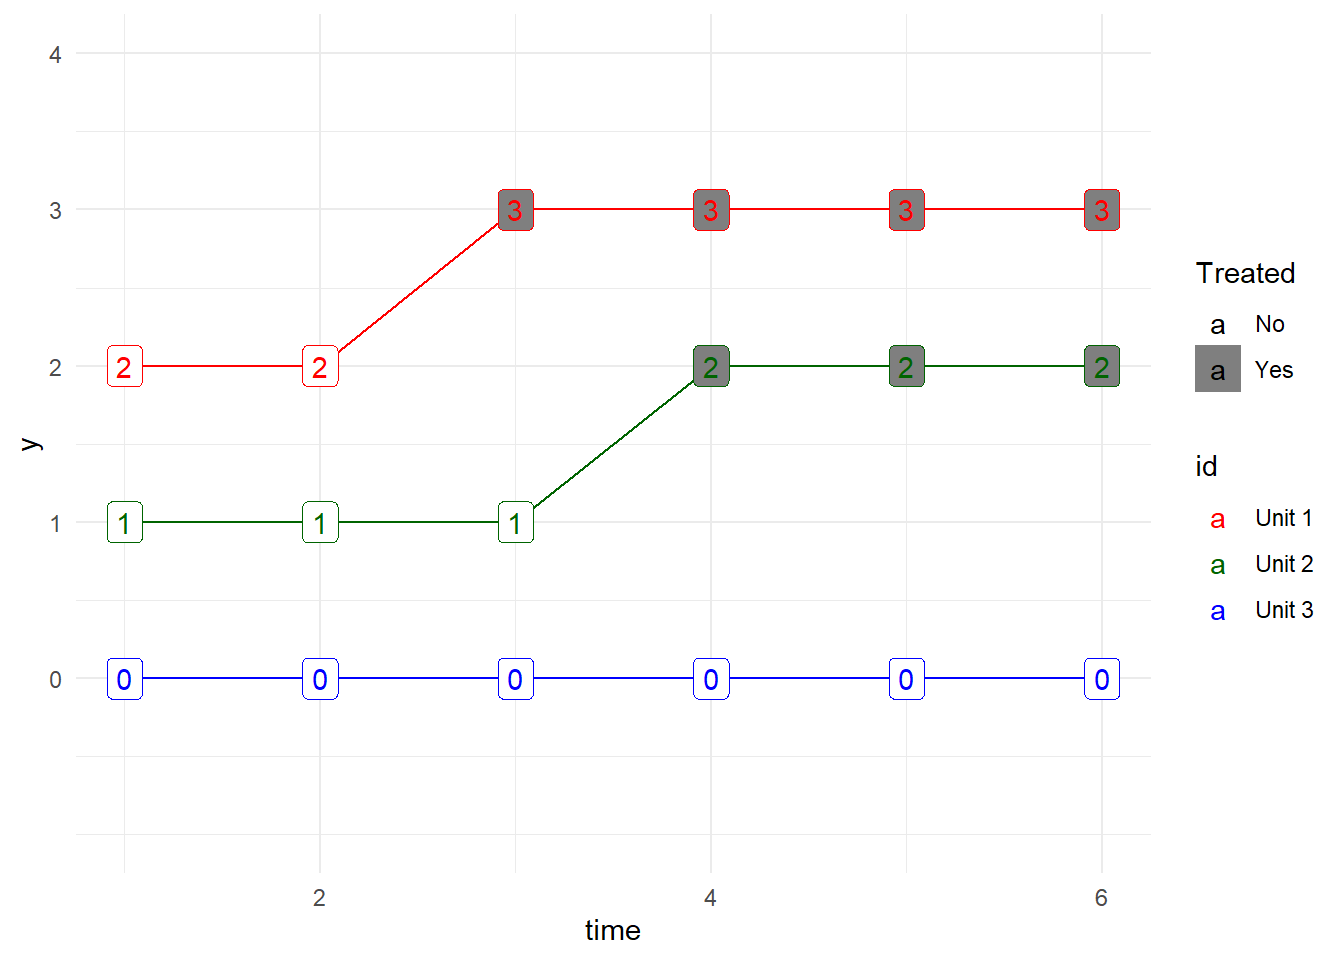 4
3
2
1
0
y
3 3 3 3
2 2 2 2 2
1 1 1
0 0 0 0 0 0
2 4 6
time
Treated
a No
a Yes
id
a Unit 1
a Unit 2
a Unit 3